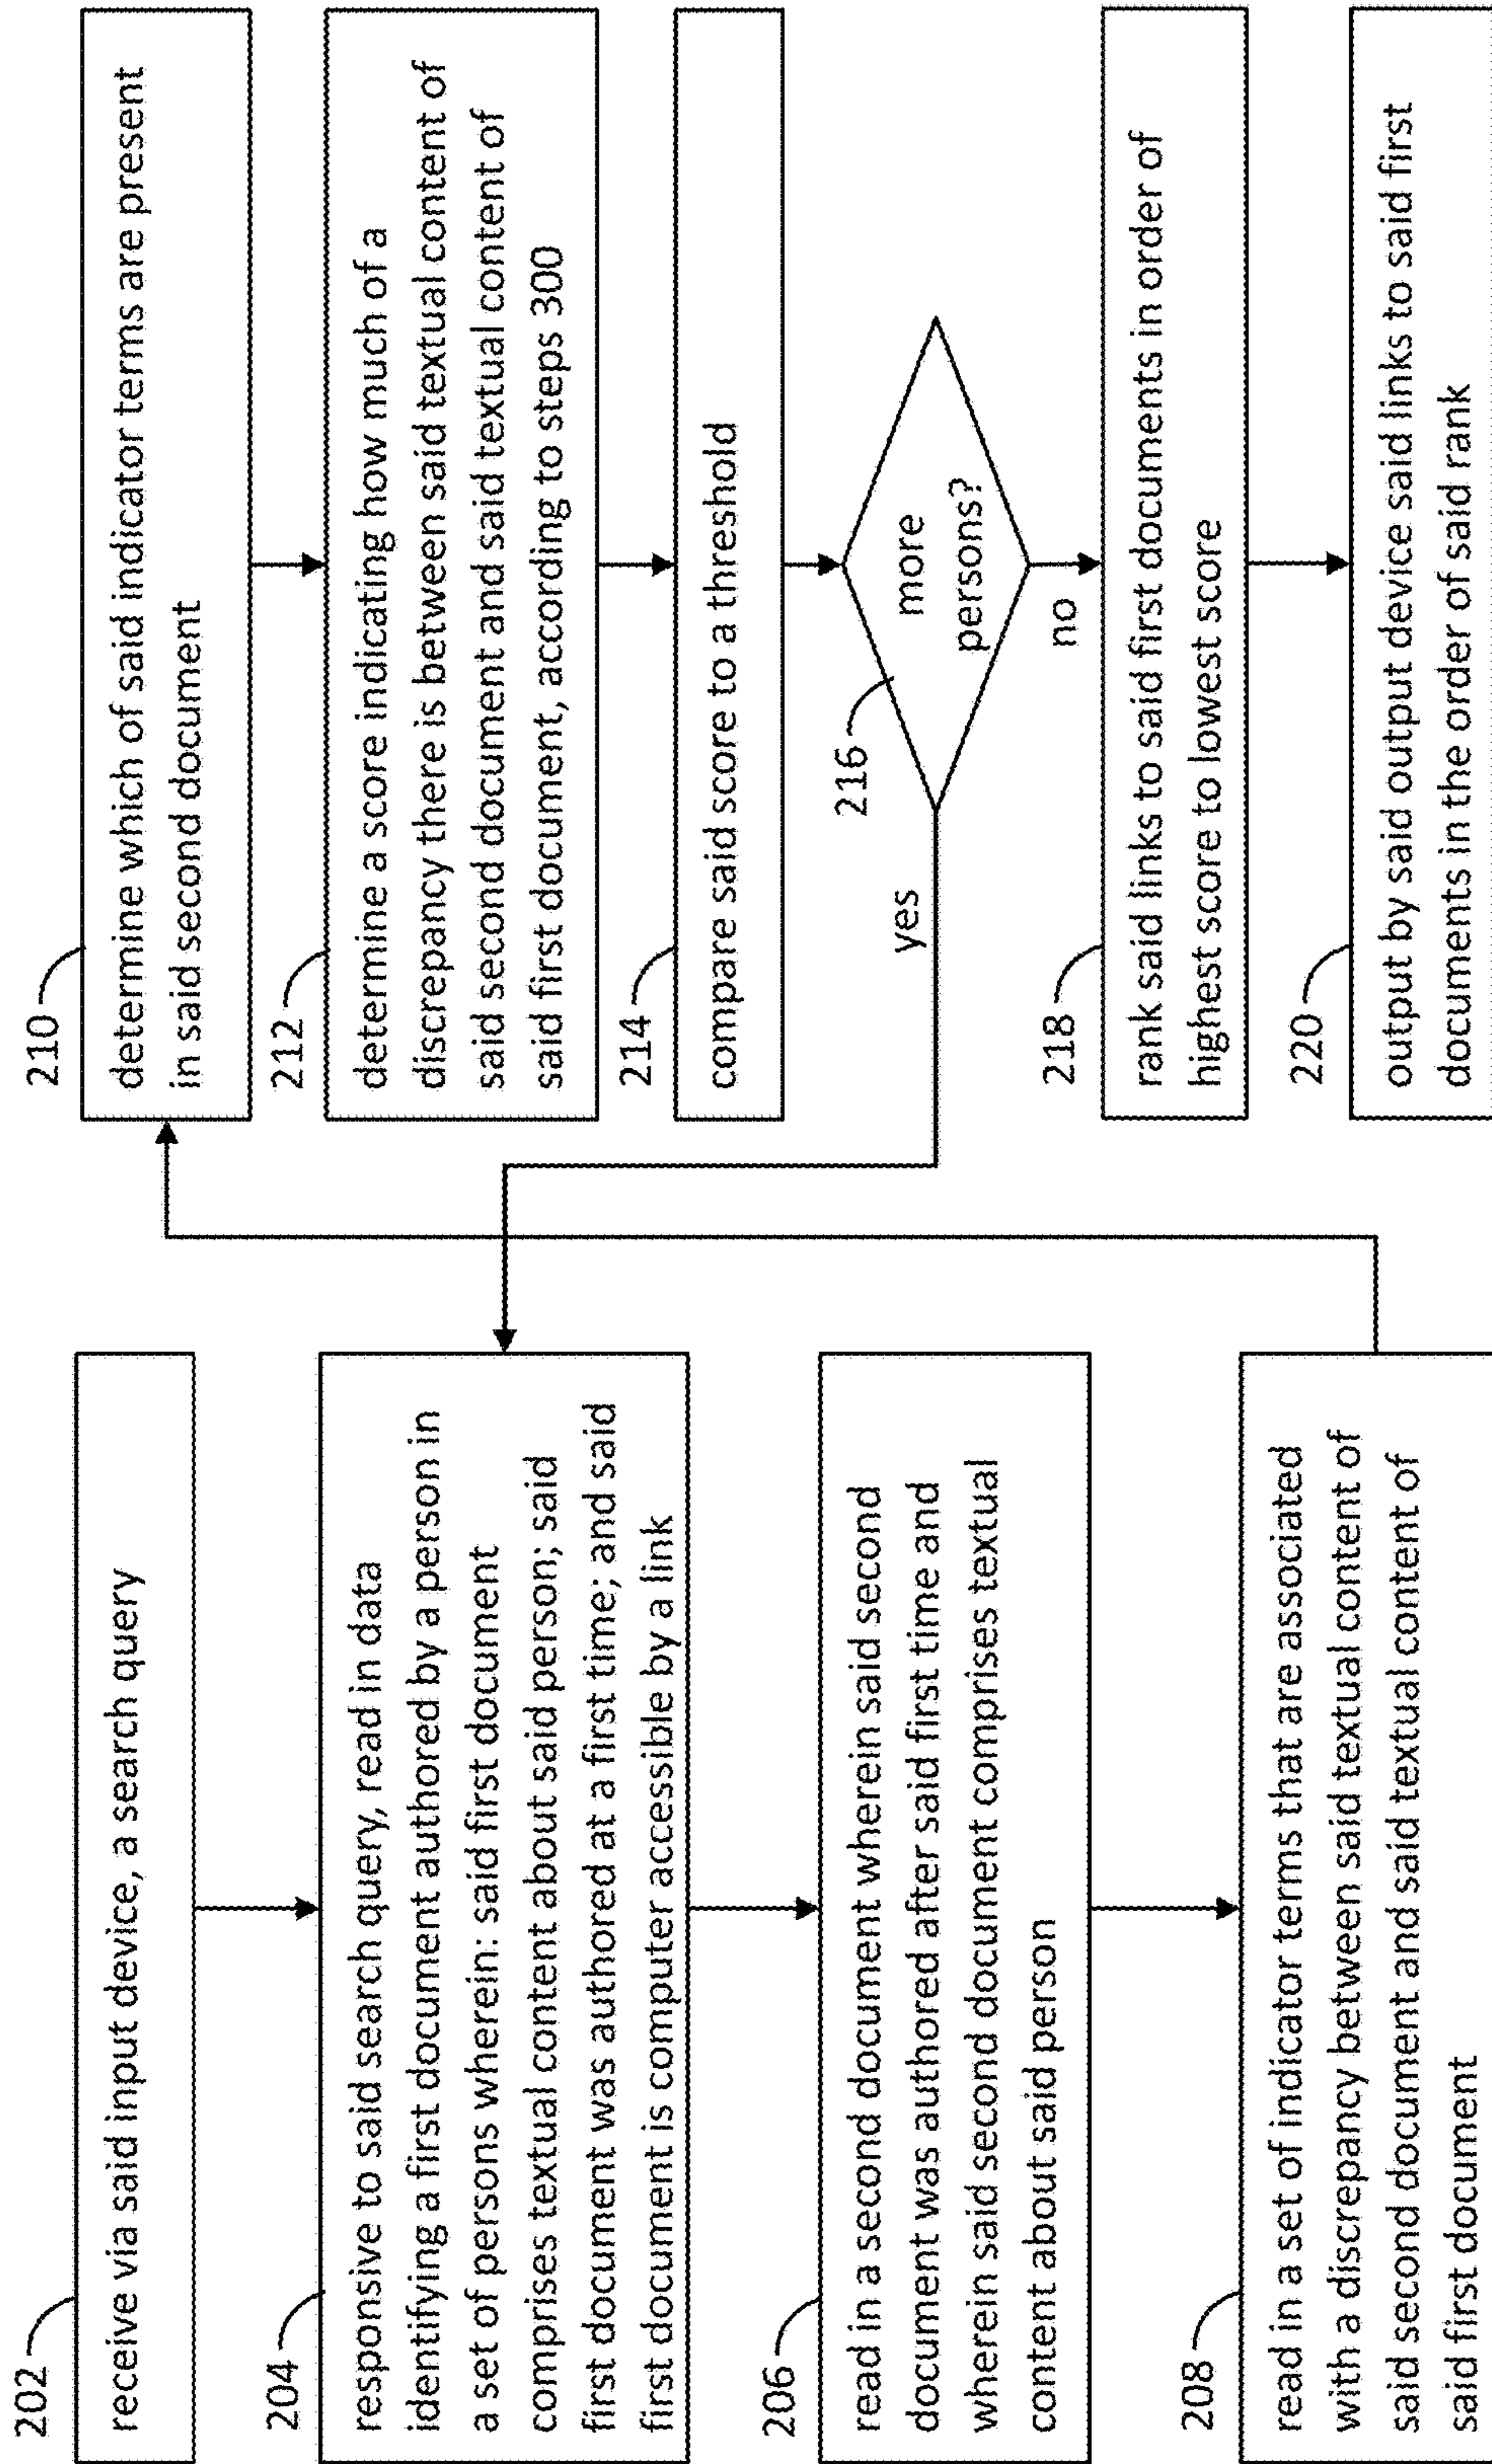 202
receive via said input device, a search query
204
responsive to said search query, read in data
identifying a first document authored by a person in
a set of persons wherein: said first document
comprises textual content about said person; said
first document was authored at a first time; and said
first document is computer accessible by a link
206
read in a second document wherein said second
document was authored after said first time and
wherein said second document comprises textual
content about said person
208
read in a set of indicator terms that are associated
with a discrepancy between said textual content of
said second document and said textual content of
said first document
210
determine which of said indicator terms are present
in said second document
212
determine a score indicating how much of a
discrepancy there is between said textual content of
said second document and said textual content of
said first document, according to steps 300
214
compare said score to a threshold
216
more
persons?
yes
no
218
rank said links to said first documents in order of
highest score to lowest score
220
output by said output device said links to said first
documents in the order of said rank